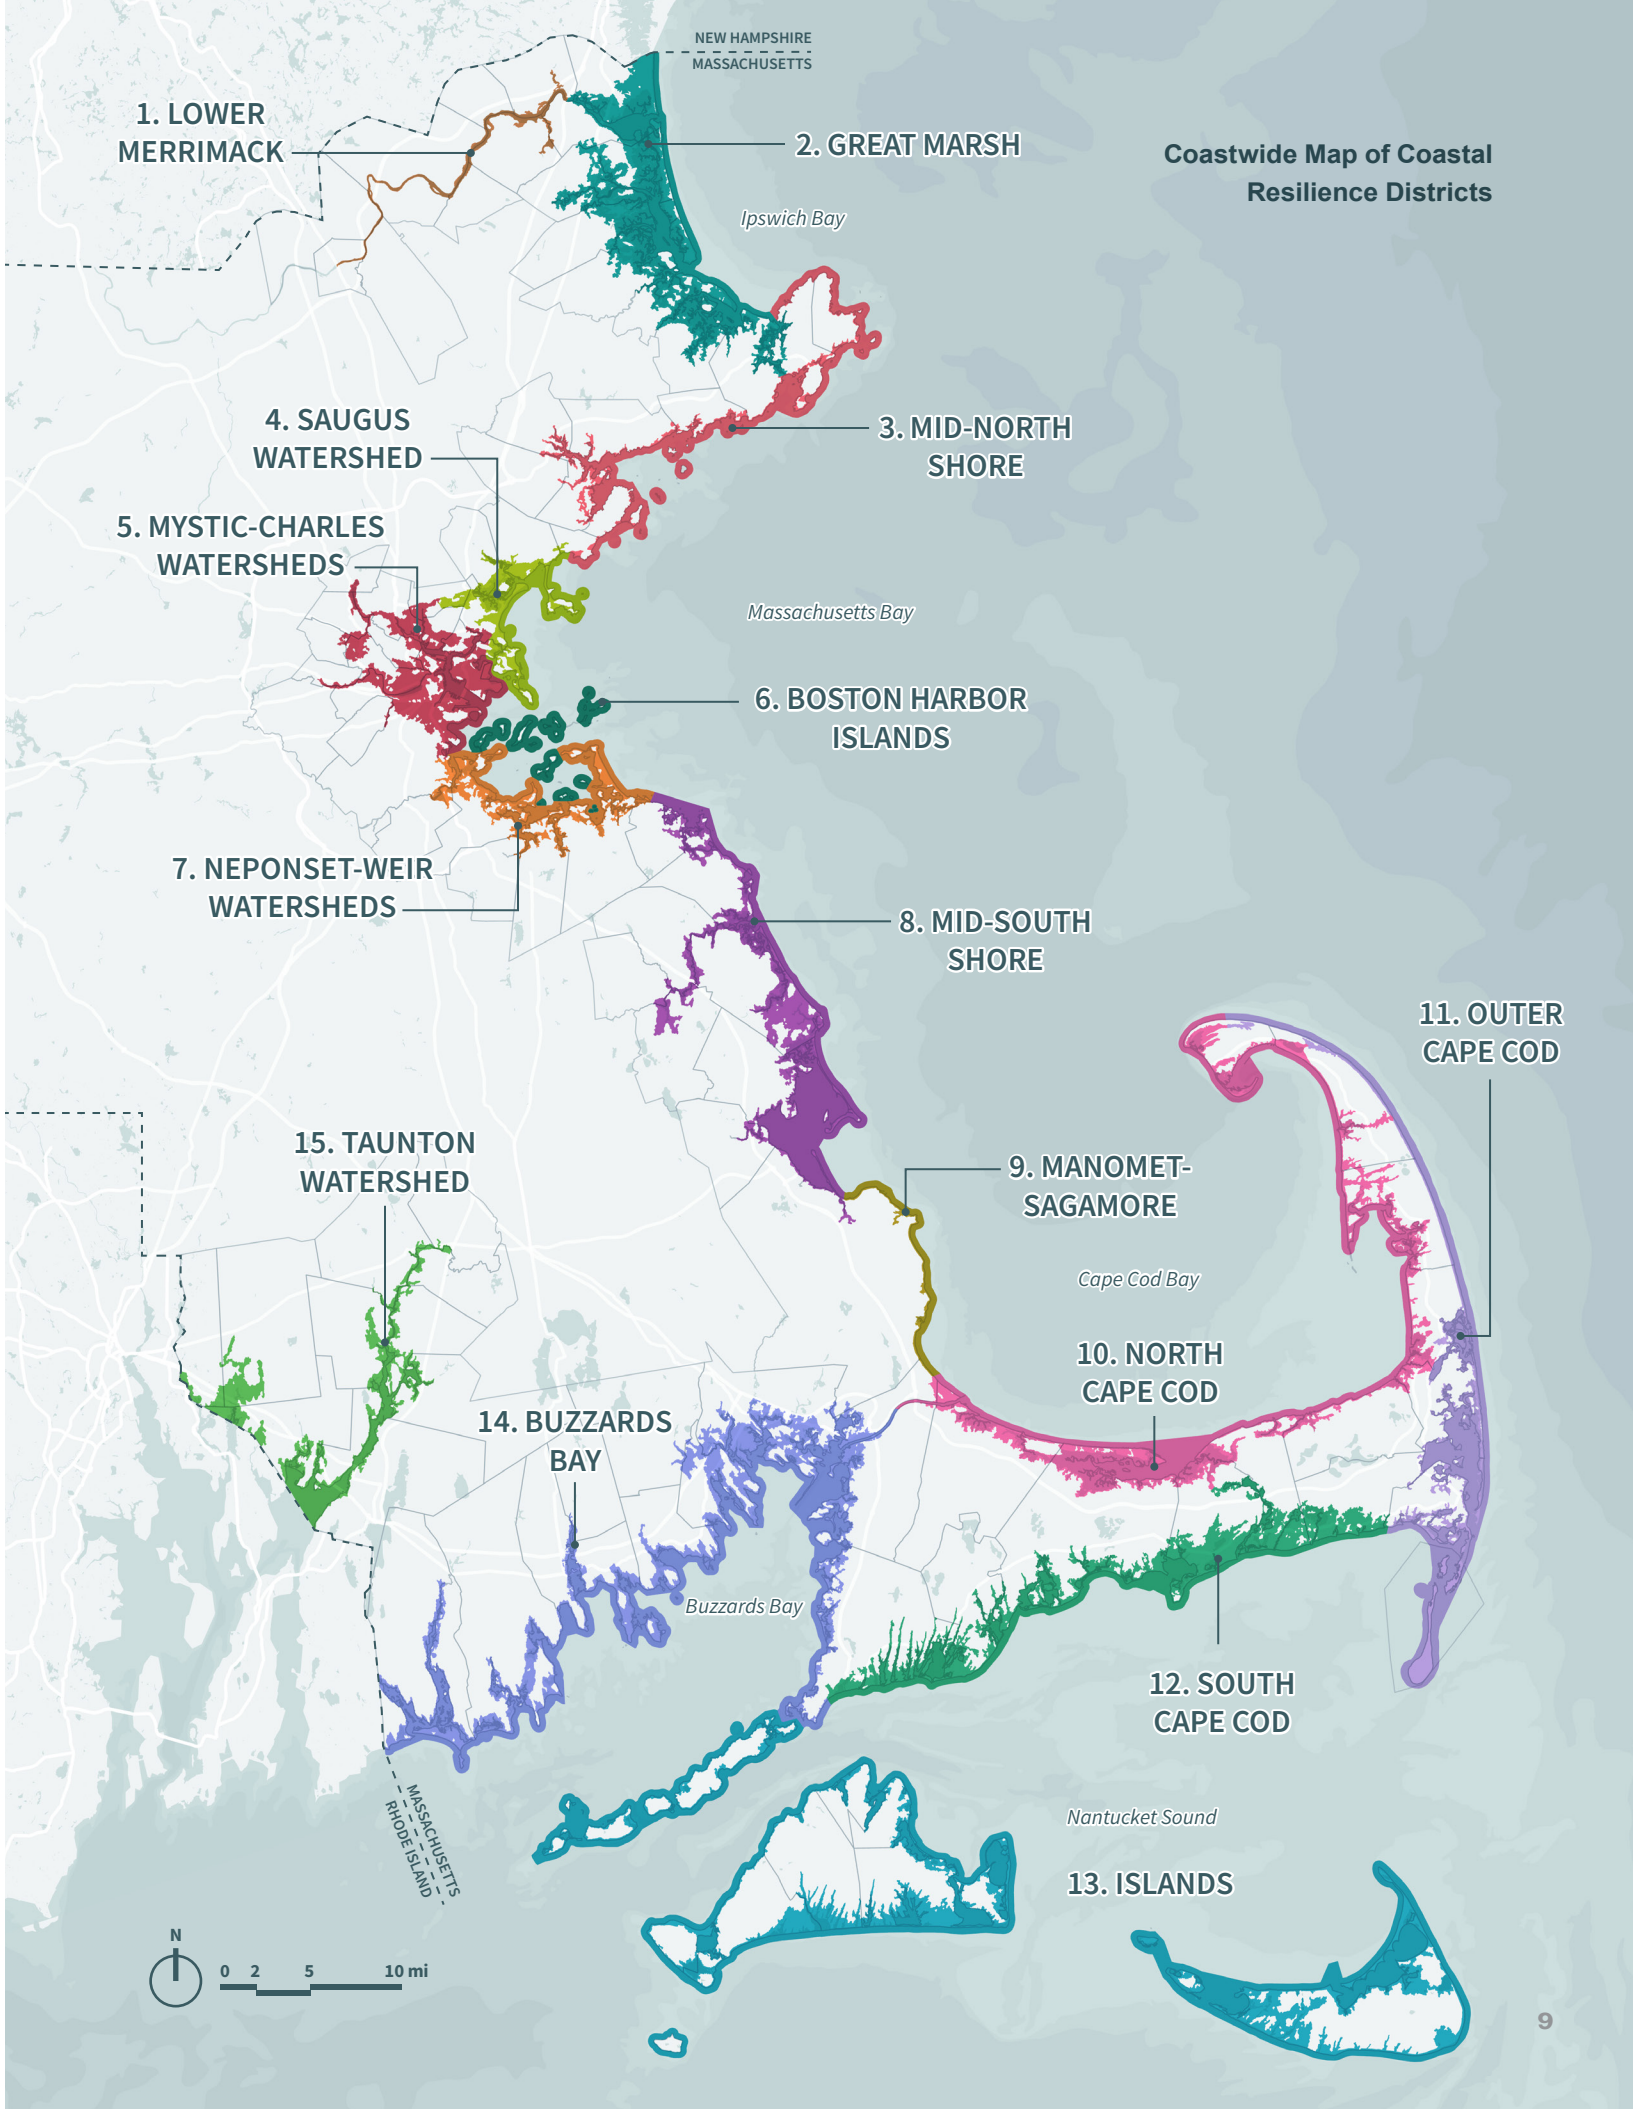 NEW HAMPSHIRE
MASSACHUSETTS
1. LOWER
MERRIMACK
2. GREAT MARSH
Coastwide Map of Coastal
Resilience Districts
Ipswich Bay
4. SAUGUS
WATERSHED
3. MID-NORTH
SHORE
5. MYSTIC-CHARLES
WATERSHEDS
Massachusetts Bay
6. BOSTON HARBOR
ISLANDS
7. NEPONSET-WEIR
WATERSHEDS
8. MID-SOUTH
SHORE
11. OUTER
CAPE COD
15. TAUNTON
WATERSHED
9. MANOMET-
SAGAMORE
Cape Cod Bay
10. NORTH
CAPE COD
14. BUZZARDS
BAY
Buzzards Bay
12. SOUTH
CAPE COD
MASSACHUSETTS
RHODE ISLAND
Nantucket Sound
13. ISLANDS
N
0 2 5 10 mi
9